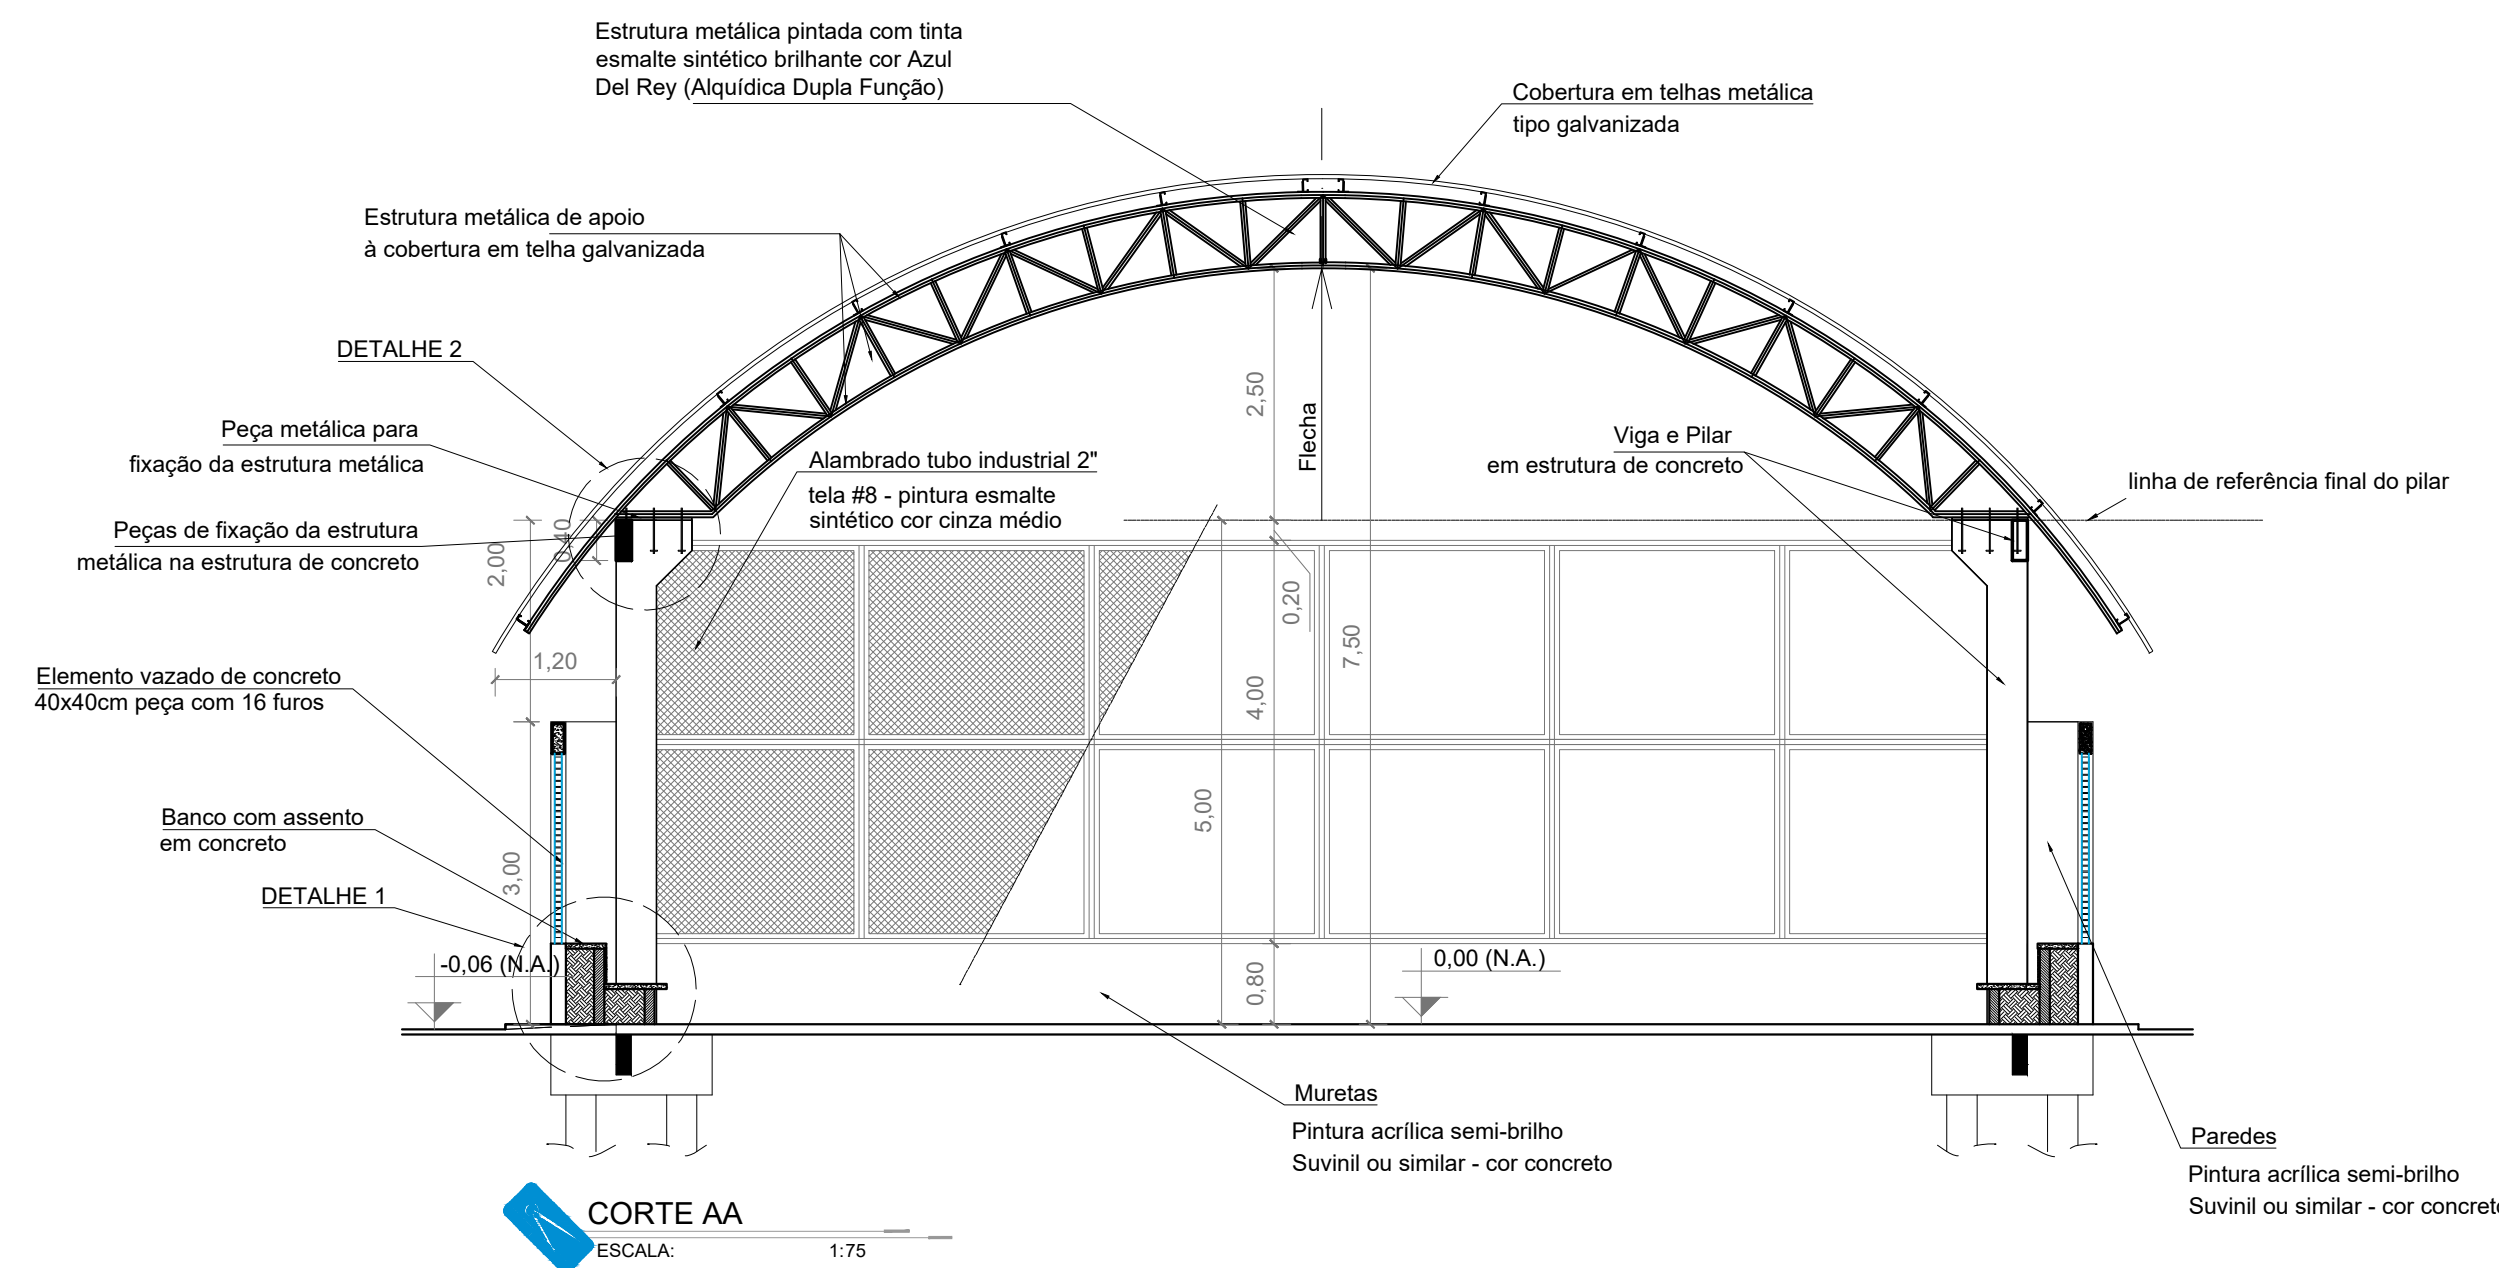 Estrutura metálica pintada com tinta
esmalte sintético brilhante cor Azul
Del Rey (Alquídica Dupla Função)
Cobertura em telhas metálica
tipo galvanizada
Estrutura metálica de apoio
à cobertura em telha galvanizada
DETALHE 2
Peça metálica para
fixação da estrutura metálica
Peças de fixação da estrutura
metálica na estrutura de concreto
Alambrado tubo industrial 2"
tela #8 - pintura esmalte
sintético cor cinza médio
Viga e Pilar
em estrutura de concreto
linha de referência final do pilar
2,50
Flecha
0,40
2,00
1,20
0,20
7,50
4,00
5,00
3,00
0,80
Elemento vazado de concreto
40x40cm peça com 16 furos
Banco com assento
em concreto
DETALHE 1
-0,06 (N.A.)
0,00 (N.A.)
Muretas
Pintura acrílica semi-brilho
Suvinil ou similar - cor concreto
Paredes
Pintura acrílica semi-brilho
Suvinil ou similar - cor concreto
CORTE AA
ESCALA: 1:75